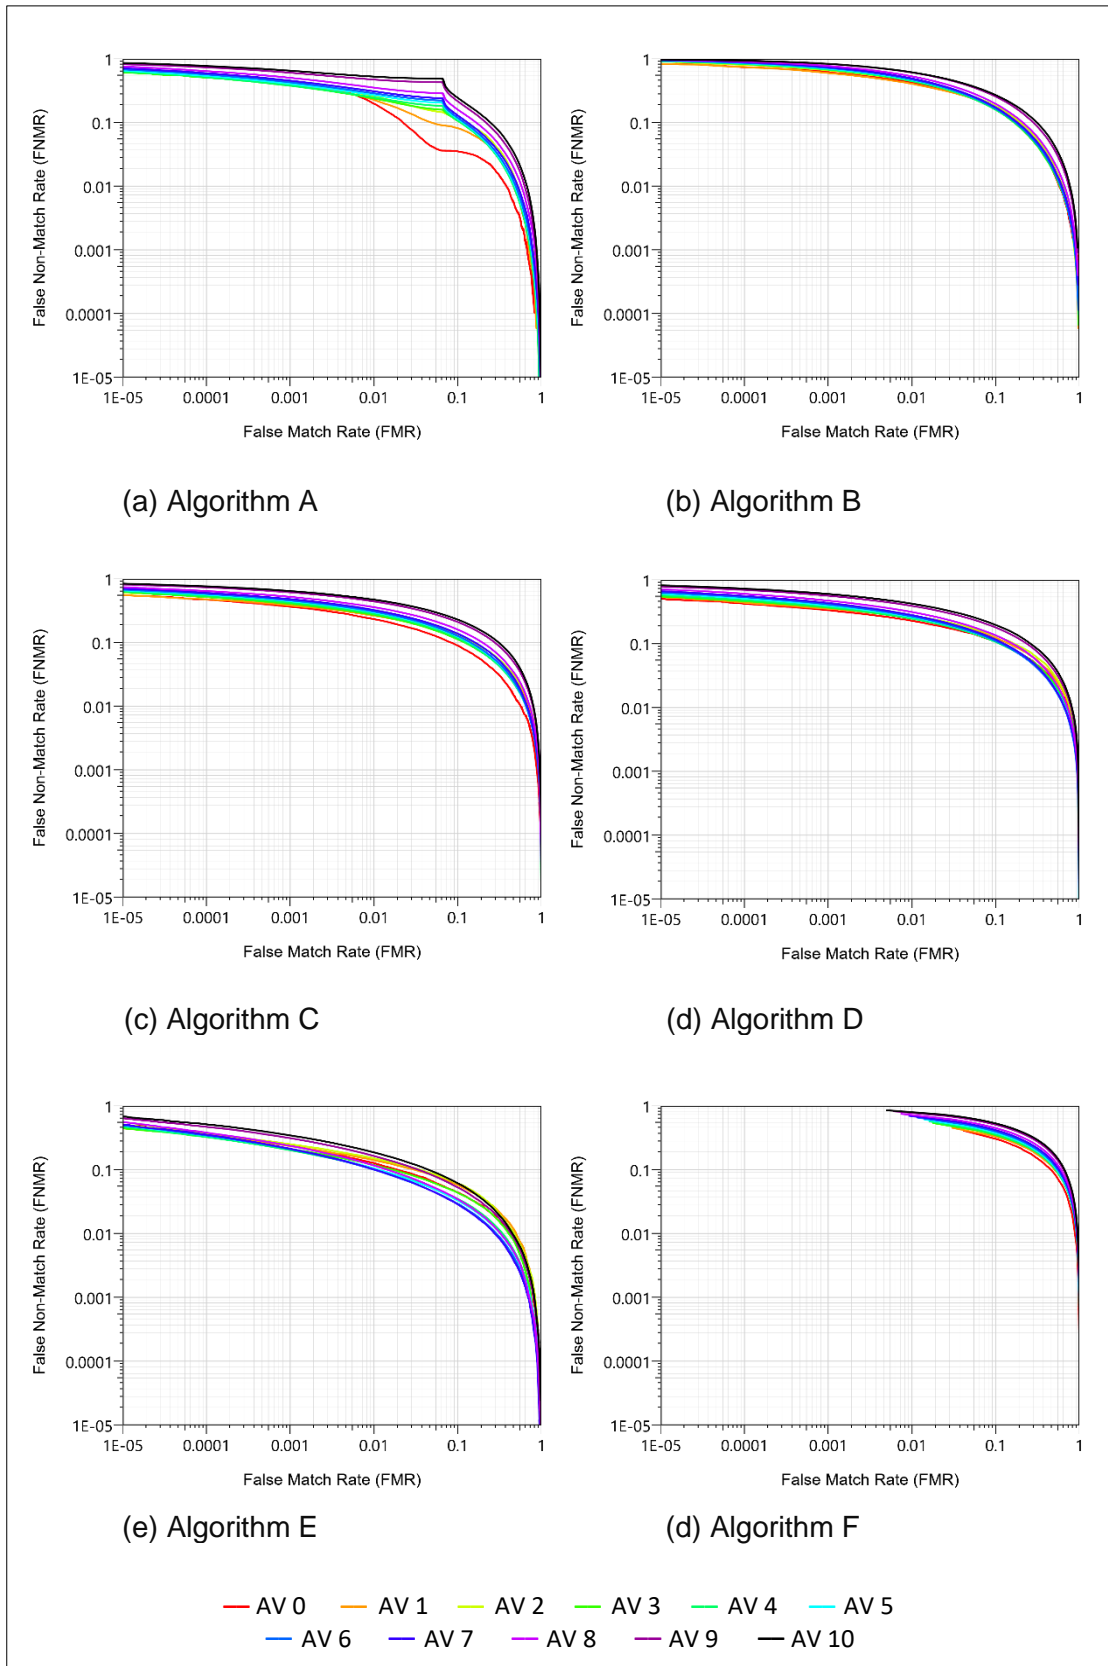 1
0.1
0.01
0.001
0.0001
1E-05
False Non-Match Rate (FNMR)
1E-05 0.0001 0.001 0.01 0.1 1
False Match Rate (FMR)
(a) Algorithm A
1
0.1
0.01
0.001
0.0001
1E-05
False Non-Match Rate (FNMR)
1E-05 0.0001 0.001 0.01 0.1 1
False Match Rate (FMR)
(b) Algorithm B
1
0.1
0.01
0.001
0.0001
1E-05
False Non-Match Rate (FNMR)
1E-05 0.0001 0.001 0.01 0.1 1
False Match Rate (FMR)
(c) Algorithm C
1
0.1
0.01
0.001
0.0001
1E-05
False Non-Match Rate (FNMR)
1E-05 0.0001 0.001 0.01 0.1 1
False Match Rate (FMR)
(d) Algorithm D
1
0.1
0.01
0.001
0.0001
1E-05
False Non-Match Rate (FNMR)
1E-05 0.0001 0.001 0.01 0.1 1
False Match Rate (FMR)
(e) Algorithm E
1
0.1
0.01
0.001
0.0001
1E-05
False Non-Match Rate (FNMR)
1E-05 0.0001 0.001 0.01 0.1 1
False Match Rate (FMR)
(d) Algorithm F
AV 0 AV 1 AV 2 AV 3 AV 4 AV 5
AV 6 AV 7 AV 8 AV 9 AV 10